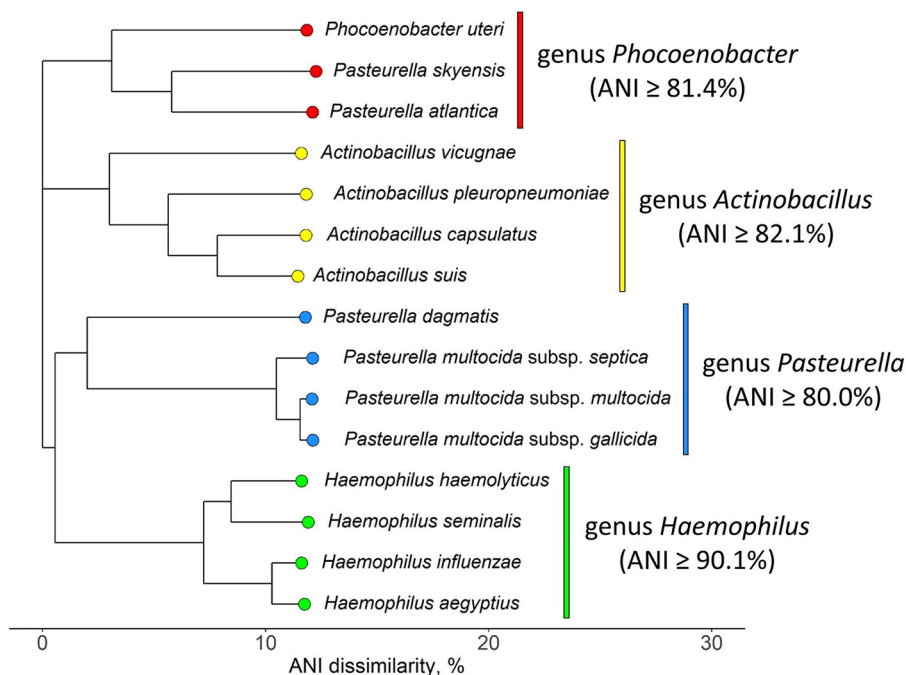 Phocoenobacter uteri
Pasteurella skyensis
Pasteurella atlantica
genus Phocoenobacter
(ANI ≥ 81.4%)
Actinobacillus vicugnae
Actinobacillus pleuropneumoniae
Actinobacillus capsulatus
Actinobacillus suis
genus Actinobacillus
(ANI ≥ 82.1%)
Pasteurella dagmatis
Pasteurella multocida subsp. septica
Pasteurella multocida subsp. multocida
Pasteurella multocida subsp. gallicida
genus Pasteurella
(ANI ≥ 80.0%)
Haemophilus haemolyticus
Haemophilus seminalis
Haemophilus influenzae
Haemophilus aegyptius
genus Haemophilus
(ANI ≥ 90.1%)
0 10 20 30
ANI dissimilarity, %